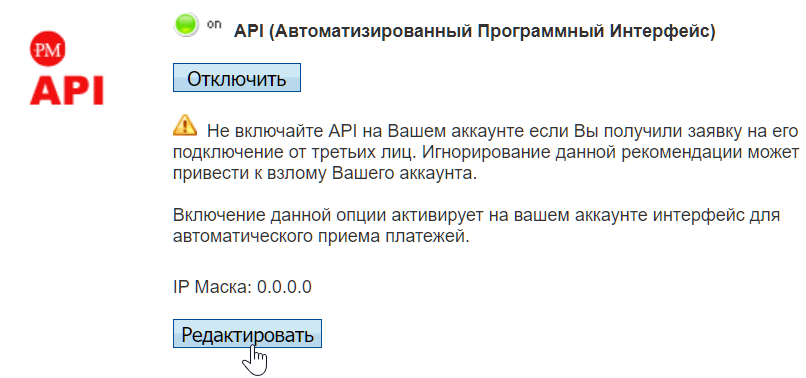 on API (Автоматизированный Программный Интерфейс)
PM
API
Отключить
Не включайте API на Вашем аккаунте если Вы получили заявку на его
подключение от третьих лиц. Игнорирование данной рекомендации может
привести к взлому Вашего аккаунта.
Включение данной опции активирует на вашем аккаунте интерфейс для
автоматического приема платежей.
IP Маска: 0.0.0.0
Редактировать